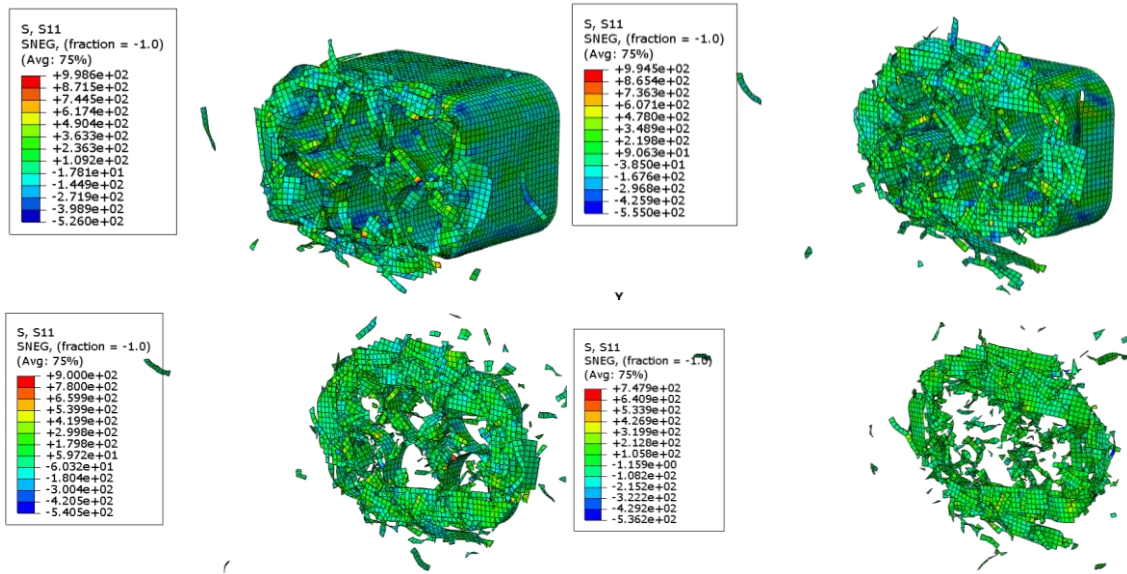 S, S11
SNEG, (fraction = -1.0)
(Avg: 75%)
+9.986e+02
+8.715e+02
+7.445e+02
+6.174e+02
+4.904e+02
+3.633e+02
+2.363e+02
+1.092e+02
-1.781e+01
-1.449e+02
-2.719e+02
-3.989e+02
-5.260e+02
S, S11
SNEG, (fraction = -1.0)
(Avg: 75%)
+9.945e+02
+8.654e+02
+7.363e+02
+6.071e+02
+4.780e+02
+3.489e+02
+2.198e+02
+9.063e+01
-3.850e+01
-1.676e+02
-2.968e+02
-4.259e+02
-5.550e+02
Y
S, S11
SNEG, (fraction = -1.0)
(Avg: 75%)
+9.000e+02
+7.800e+02
+6.599e+02
+5.399e+02
+4.199e+02
+2.998e+02
+1.798e+02
+5.972e+01
-6.032e+01
-1.804e+02
-3.004e+02
-4.205e+02
-5.405e+02
S, S11
SNEG, (fraction = -1.0)
(Avg: 75%)
+7.479e+02
+6.409e+02
+5.339e+02
+4.269e+02
+3.199e+02
+2.128e+02
+1.058e+02
-1.159e+00
-1.082e+02
-2.152e+02
-3.222e+02
-4.292e+02
-5.362e+02